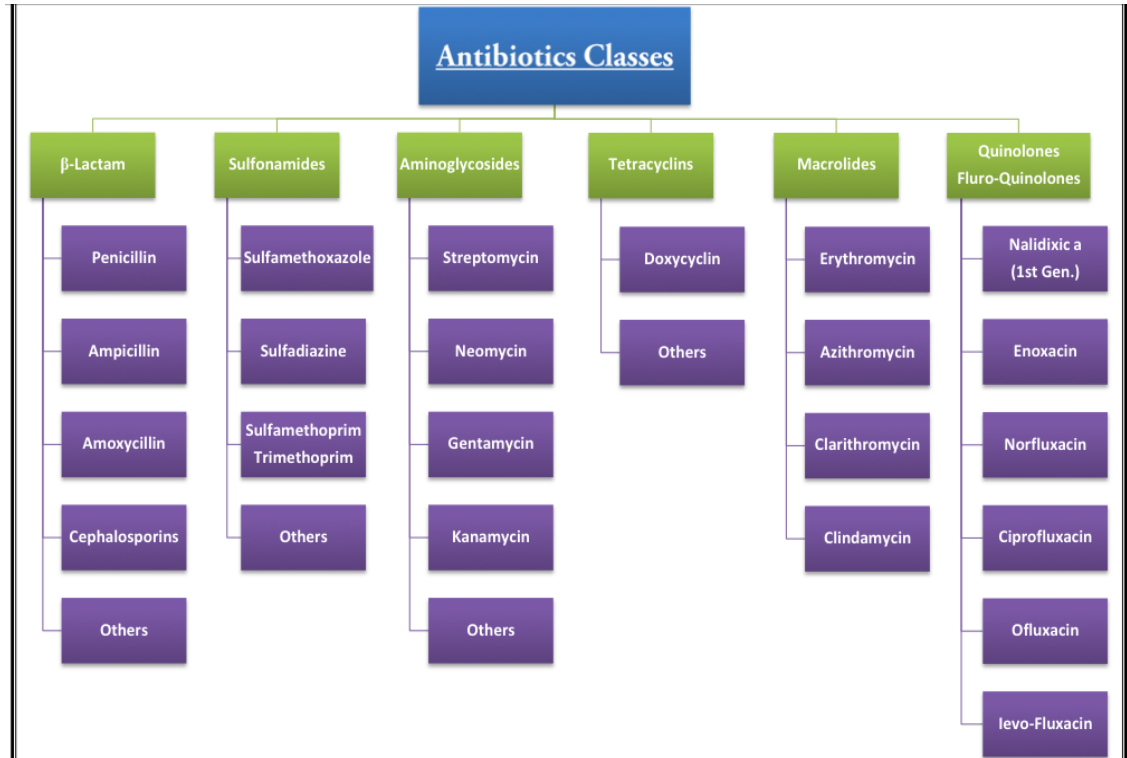 Antibiotics Classes
β-Lactam
Penicillin
Ampicillin
Amoxycillin
Cephalosporins
Others
Sulfonamides
Sulfamethoxazole
Sulfadiazine
Sulfamethoprim
Trimethoprim
Others
Aminoglycosides
Streptomycin
Neomycin
Gentamycin
Kanamycin
Others
Tetracyclins
Doxycyclin
Others
Macrolides
Erythromycin
Azithromycin
Clarithromycin
Clindamycin
Quinolones
Fluro-Quinolones
Nalidixic a
(1st Gen.)
Enoxacin
Norfluxacin
Ciprofluxacin
Ofluxacin
levo-Fluxacin